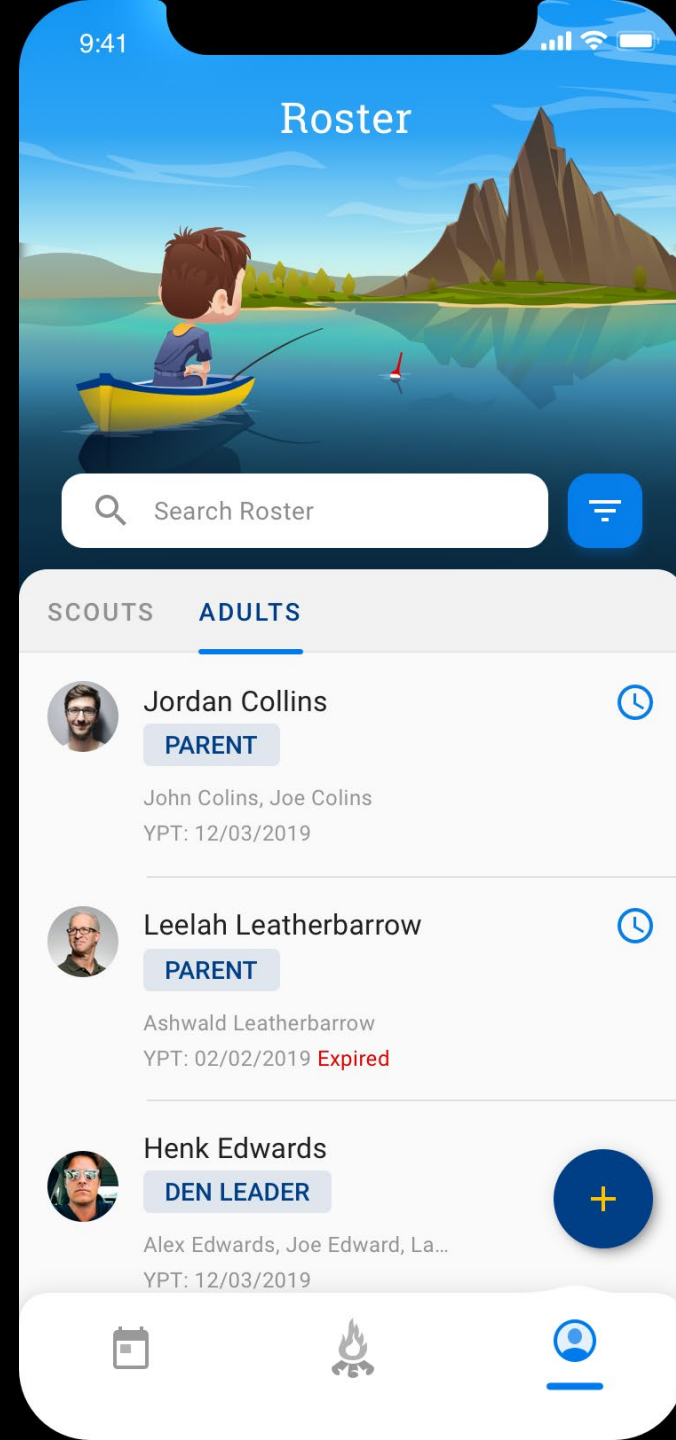 9:41
Roster
Search Roster
SCOUTS ADULTS
Jordan Collins
PARENT
John Colins, Joe Colins
YPT: 12/03/2019
Leelah Leatherbarrow
PARENT
Ashwald Leatherbarrow
YPT: 02/02/2019 Expired
Henk Edwards
DEN LEADER
Alex Edwards, Joe Edward, La...
YPT: 12/03/2019